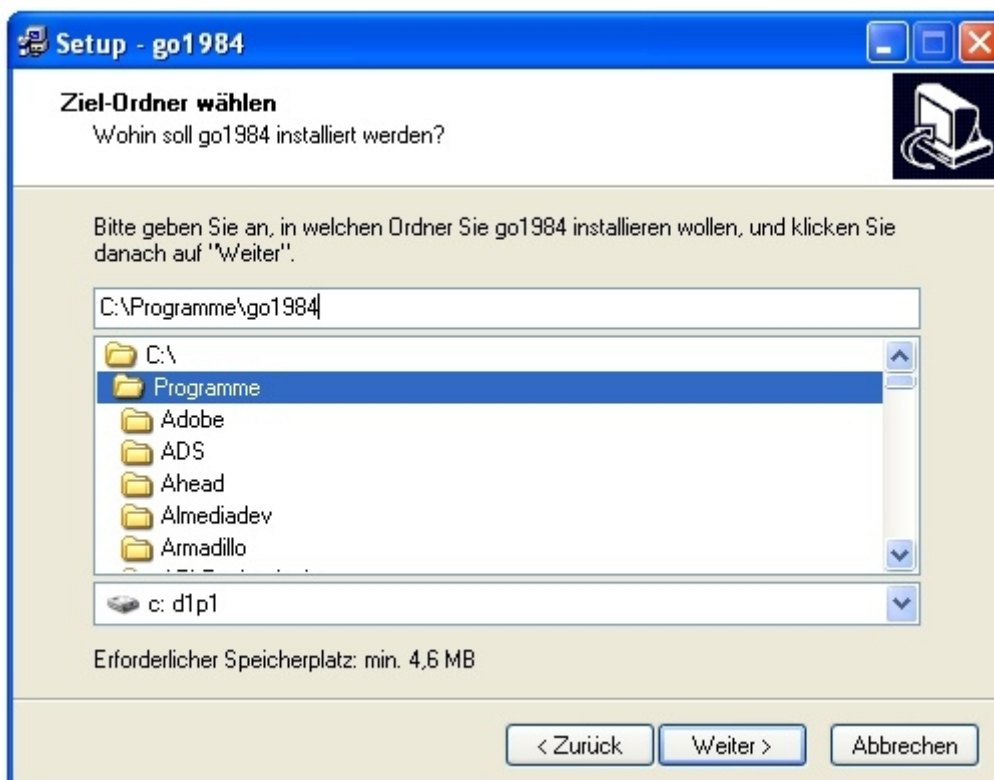 Setup - go1984
Ziel-Ordner wählen
Wohin soll go1984 installiert werden?
Bitte geben Sie an, in welchen Ordner Sie go1984 installieren wollen, und klicken Sie
danach auf "Weiter".
C:\Programme\go1984
C:\
Programme
Adobe
ADS
Ahead
Almediadev
Armadillo
c: d1p1
Erforderlicher Speicherplatz: min. 4,6 MB
< Zurück
Weiter >
Abbrechen